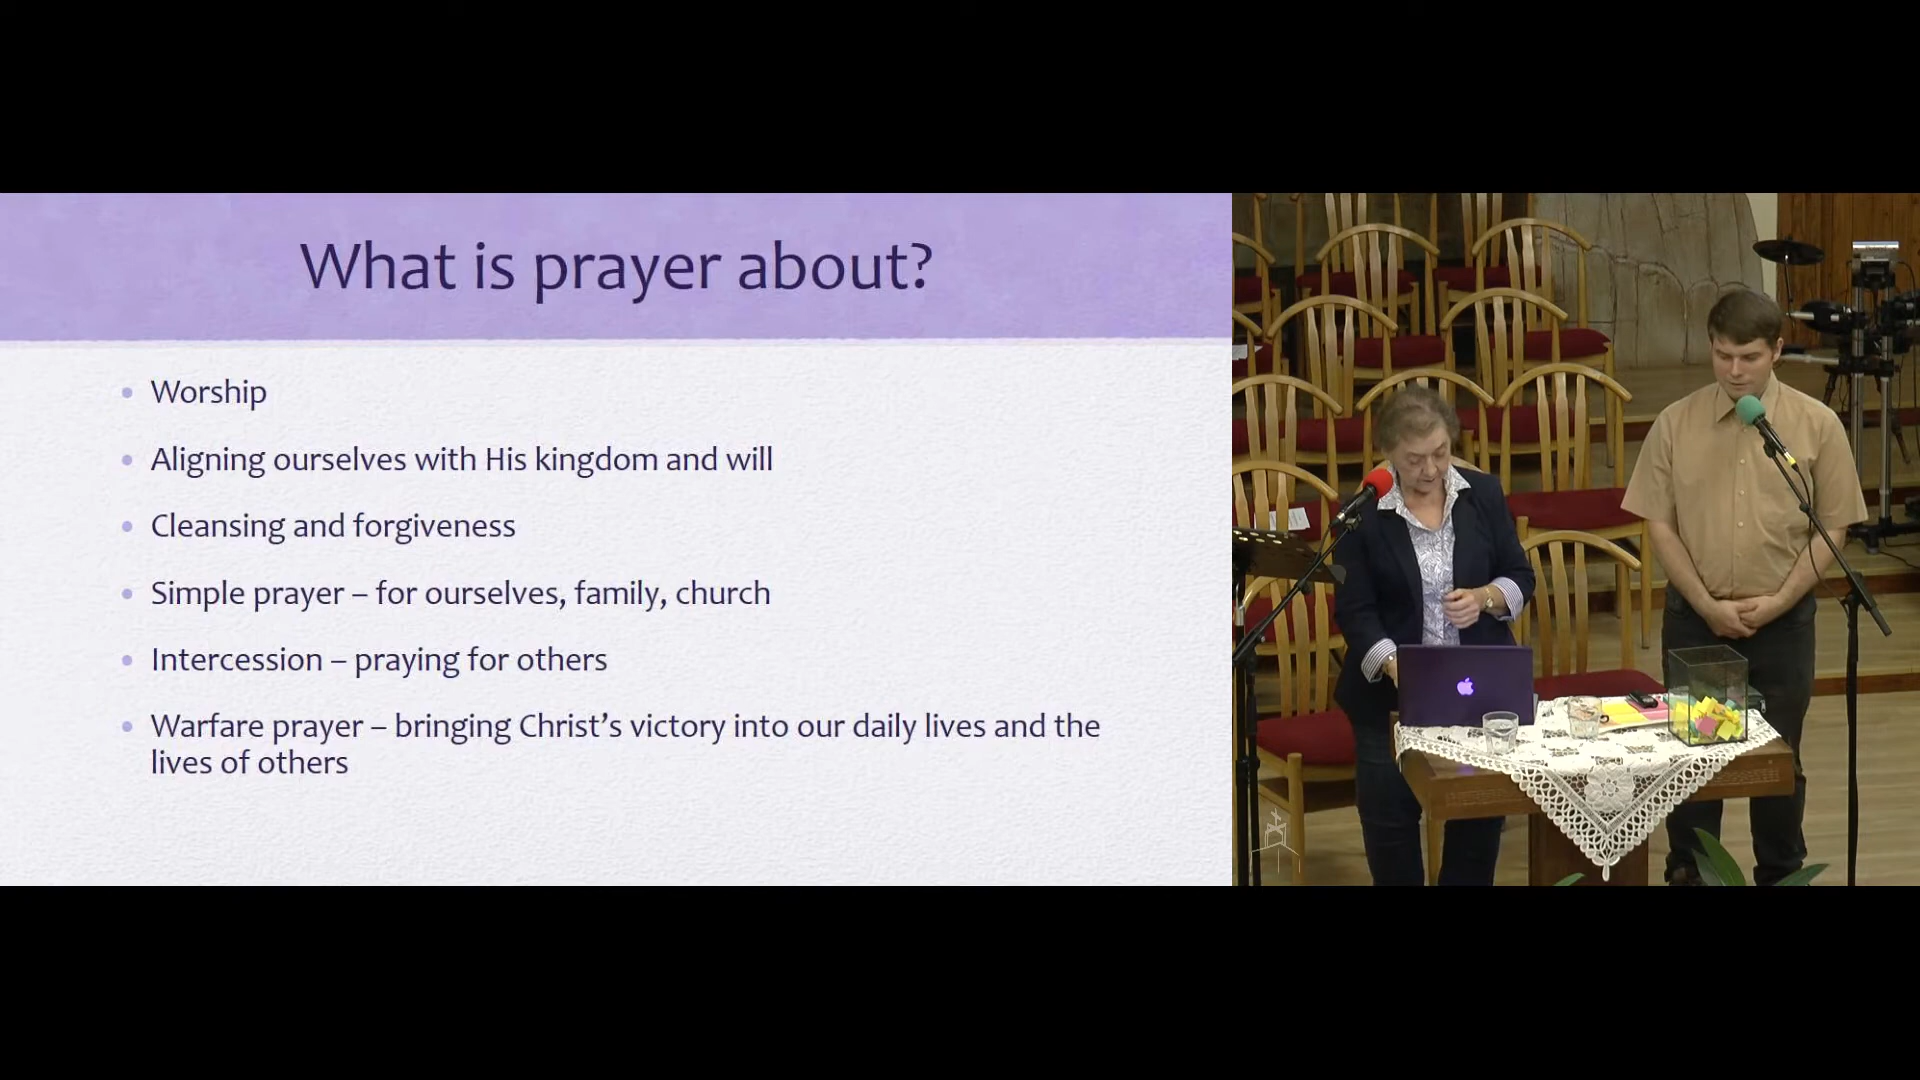 What is prayer about?
• Worship
• Aligning ourselves with His kingdom and will
• Cleansing and forgiveness
• Simple prayer – for ourselves, family, church
• Intercession – praying for others
• Warfare prayer – bringing Christ’s victory into our daily lives and the
lives of others